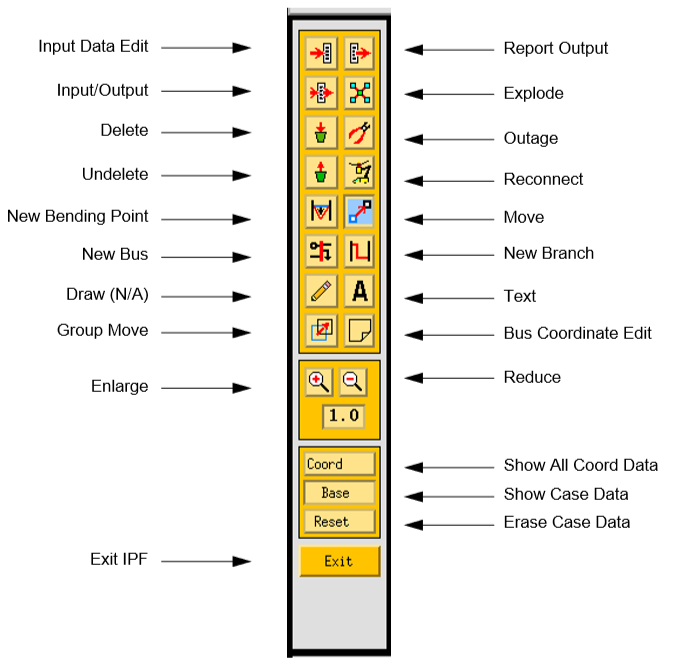 Input Data Edit
Report Output
Input/Output
Explode
Delete
Outage
Undelete
Reconnect
New Bending Point
Move
New Bus
New Branch
Draw (N/A)
A
Text
Group Move
Bus Coordinate Edit
Enlarge
Reduce
1.0
Coord
Show All Coord Data
Base
Show Case Data
Reset
Erase Case Data
Exit IPF
Exit